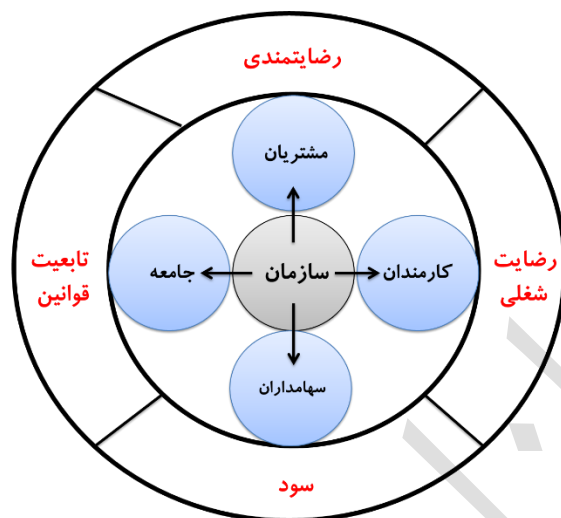 رضایتمندی
مشتریان
رضایت
شغلی
کارمندان
سازمان
جامعه
تابعیت
قوانین
سهامداران
سود